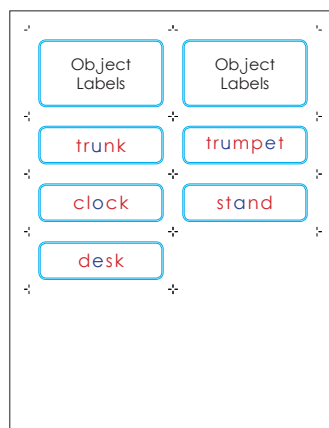 Object
Labels
Object
Labels
trunk
trumpet
clock
stand
desk